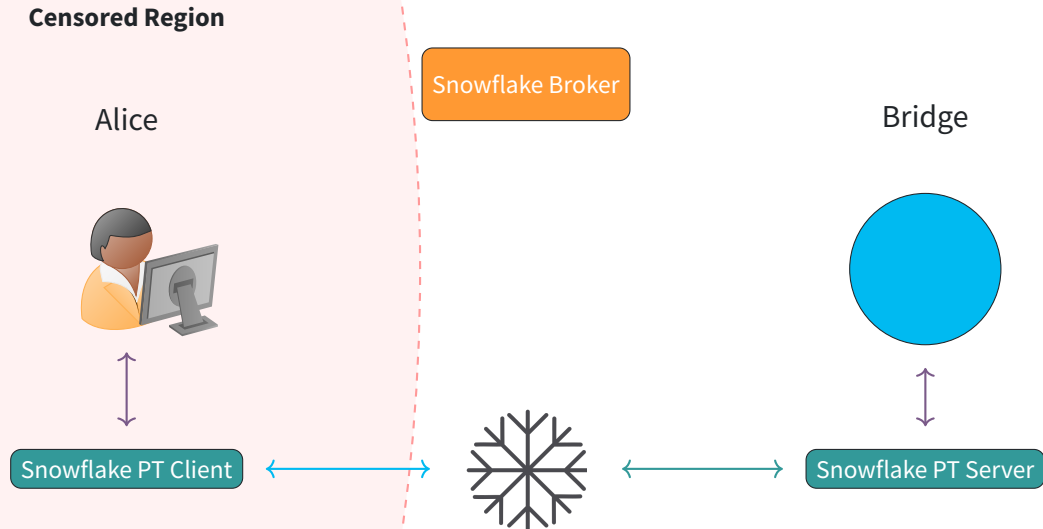 Censored Region
Snowflake Broker
Alice
Bridge
Snowflake PT Client
Snowflake PT Server